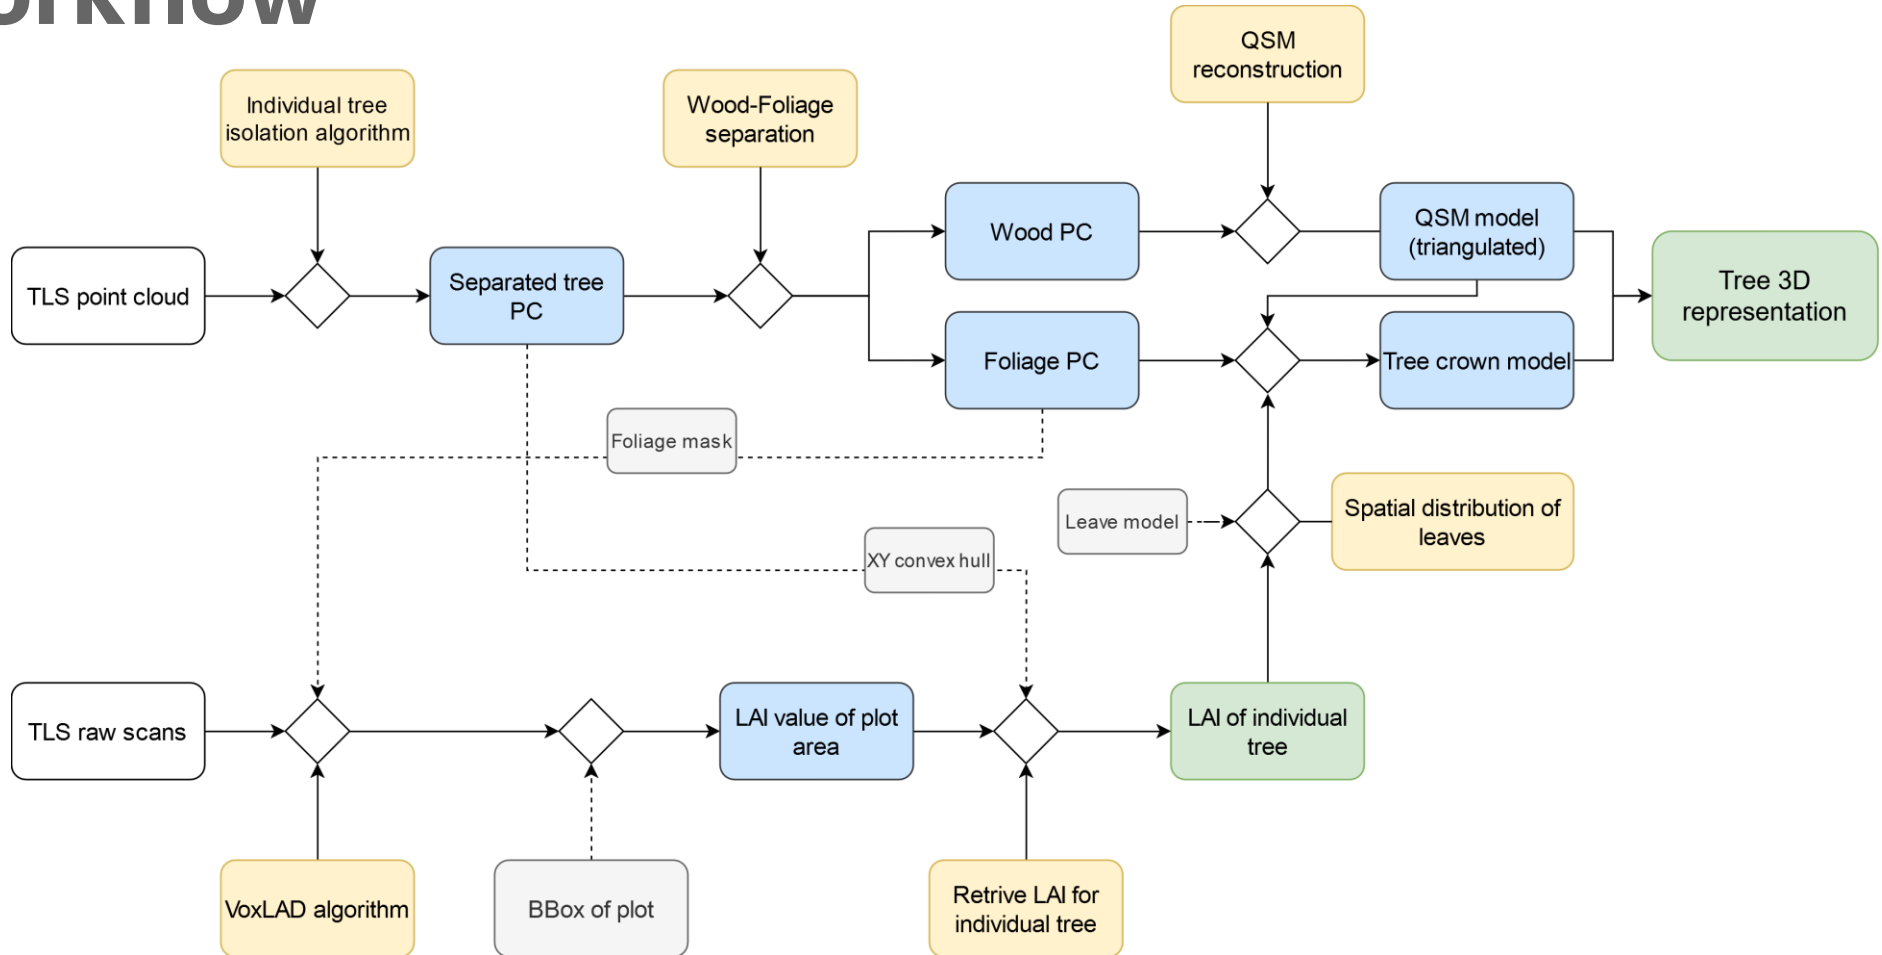 QSM
reconstruction
Individual tree
isolation algorithm
Wood-Foliage
separation
Wood PC
QSM model
(triangulated)
TLS point cloud
Separated tree
PC
Tree 3D
representation
Foliage PC
Tree crown model
Foliage mask
Leave model
Spatial distribution of
leaves
XY convex hull
TLS raw scans
LAI value of plot
area
LAI of individual
tree
VoxLAD algorithm
BBox of plot
Retrive LAI for
individual tree